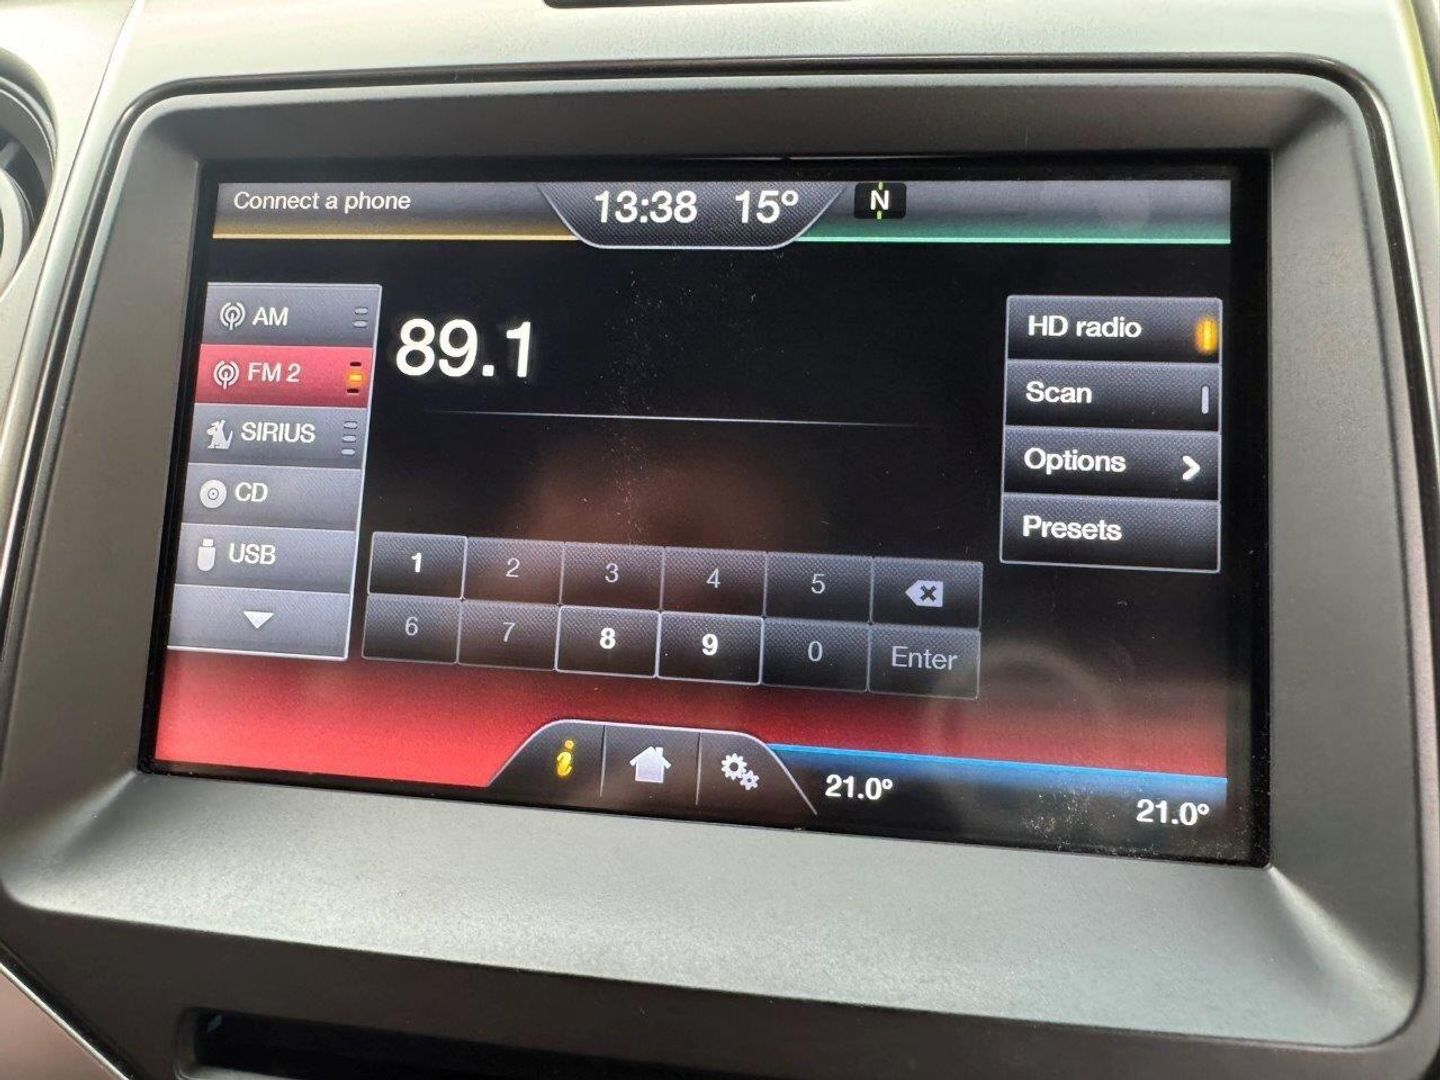 Connect a phone
13:38 15°
N
AM
FM 2
SIRIUS
CD
USB
89.1
HD radio
Scan
Options
Presets
1 2 3 4 5
6 7 8 9 0 Enter
i
21.0°
21.0°